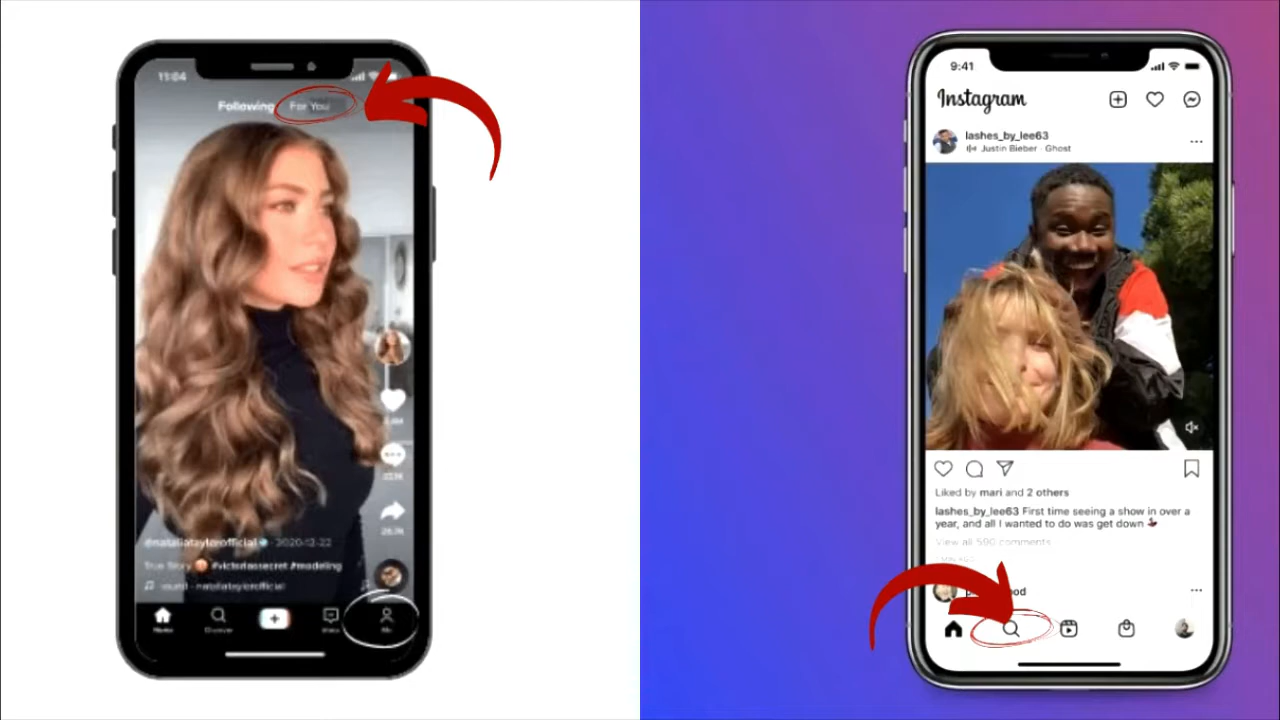 11:04
Following For You
@nataliataylerofficial · 2020-12-22
True Story #victoriassecret #modeling
sound - nataliataylerofficial
Home
Discover
Me
9:41
Instagram
lashes_by_lee63
Justin Bieber · Ghost
Liked by mari and 2 others
lashes_by_lee63 First time seeing a show in over a
year, and all I wanted to do was get down
View all 590 comments